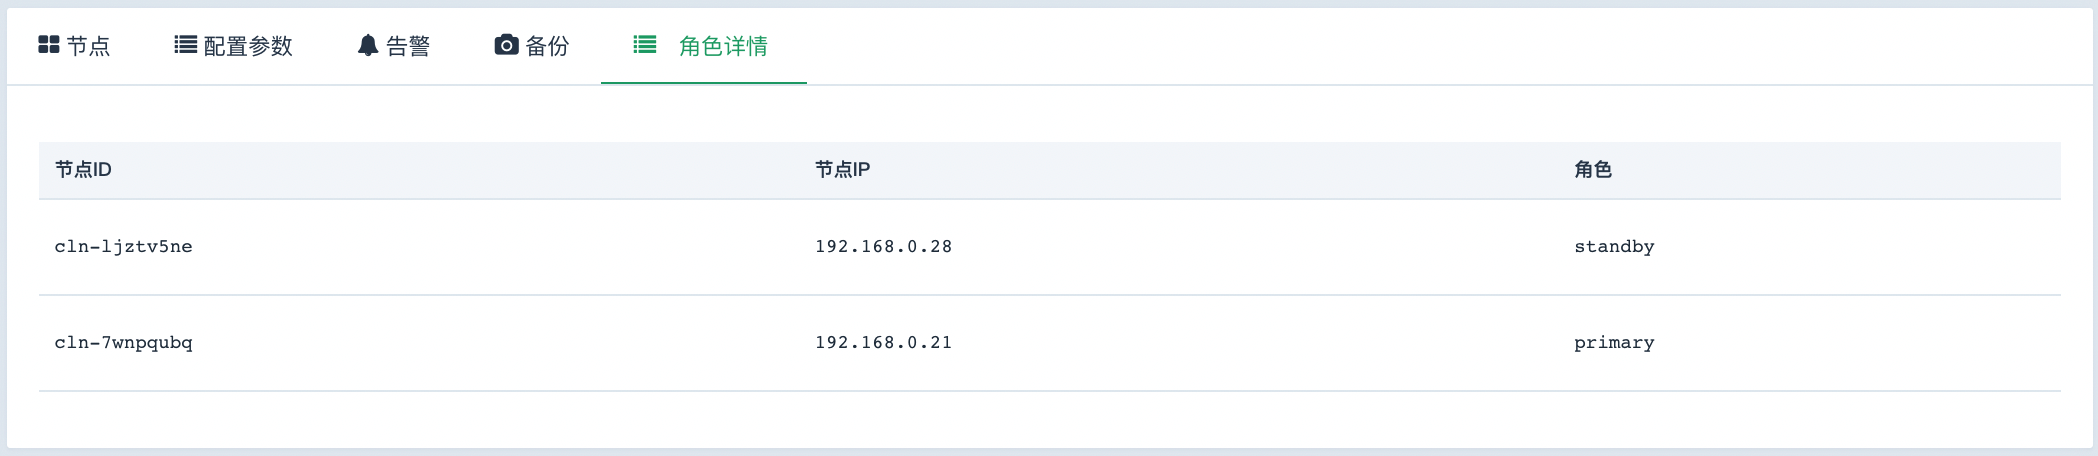 节点 配置参数 告警 备份 角色详情
节点ID 节点IP 角色
cln-ljztv5ne 192.168.0.28 standby
cln-7wnpqubq 192.168.0.21 primary